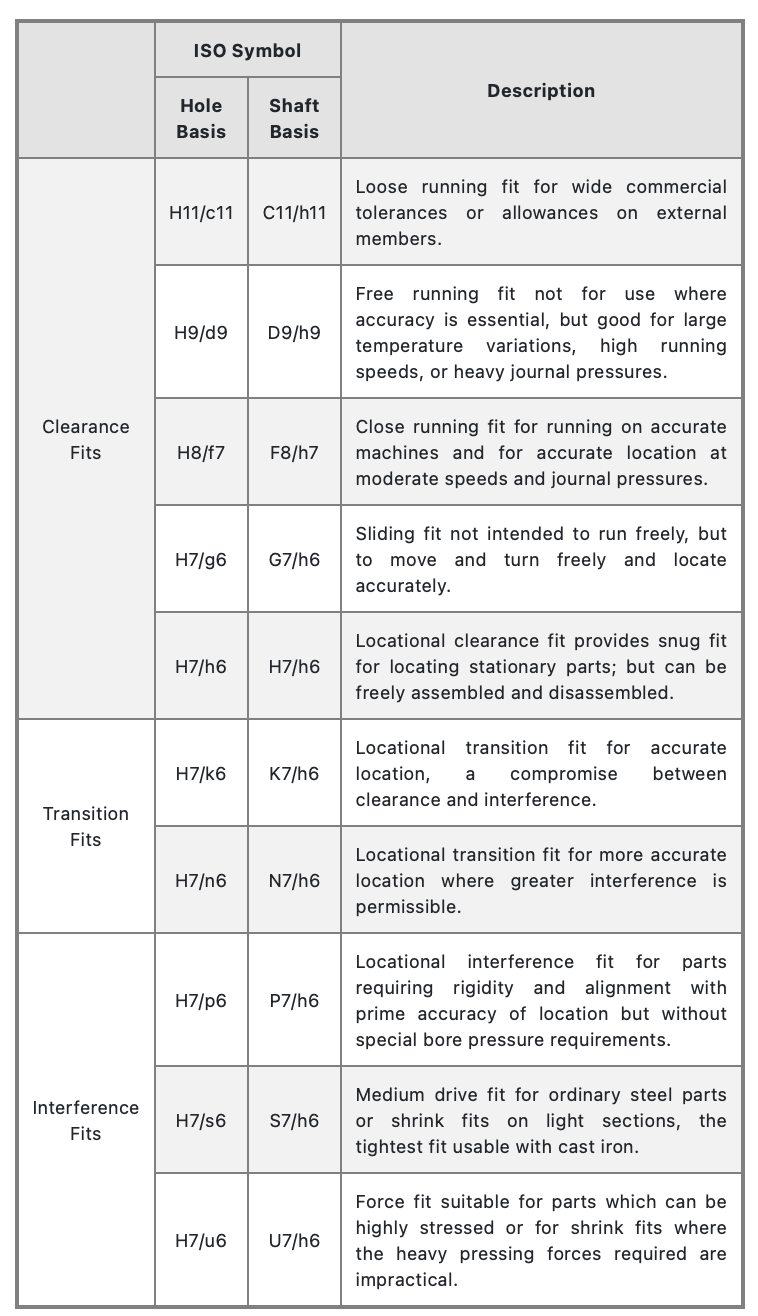 ISO Symbol
Description
Hole
Basis
Shaft
Basis
Clearance
Fits
H11/c11
C11/h11
Loose running fit for wide commercial
tolerances or allowances on external
members.
H9/d9
D9/h9
Free running fit not for use where
accuracy is essential, but good for large
temperature variations, high running
speeds, or heavy journal pressures.
H8/f7
F8/h7
Close running fit for running on accurate
machines and for accurate location at
moderate speeds and journal pressures.
H7/g6
G7/h6
Sliding fit not intended to run freely, but
to move and turn freely and locate
accurately.
H7/h6
H7/h6
Locational clearance fit provides snug fit
for locating stationary parts; but can be
freely assembled and disassembled.
Transition
Fits
H7/k6
K7/h6
Locational transition fit for accurate
location, a compromise between
clearance and interference.
H7/n6
N7/h6
Locational transition fit for more accurate
location where greater interference is
permissible.
Interference
Fits
H7/p6
P7/h6
Locational interference fit for parts
requiring rigidity and alignment with
prime accuracy of location but without
special bore pressure requirements.
H7/s6
S7/h6
Medium drive fit for ordinary steel parts
or shrink fits on light sections, the
tightest fit usable with cast iron.
H7/u6
U7/h6
Force fit suitable for parts which can be
highly stressed or for shrink fits where
the heavy pressing forces required are
impractical.